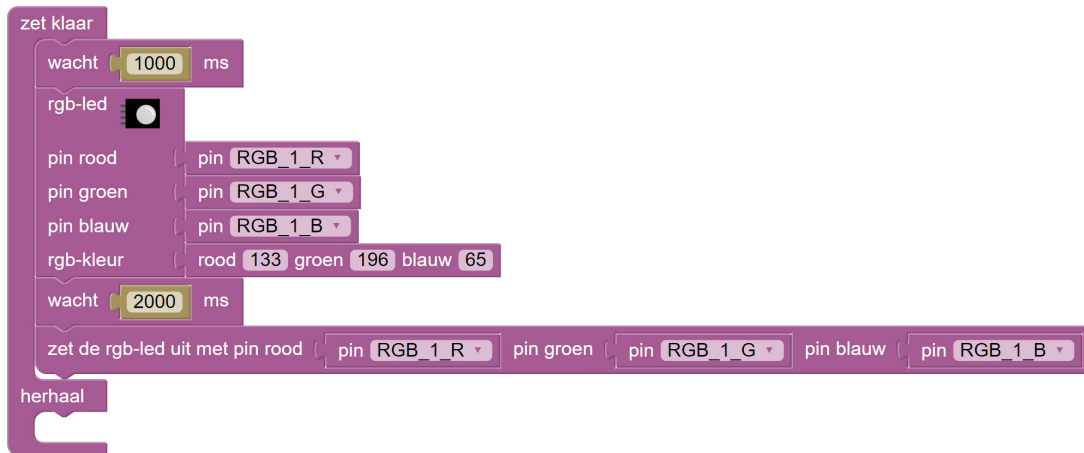 zet klaar
wacht 1000 ms
rgb-led
pin rood pin RGB_1_R
pin groen pin RGB_1_G
pin blauw pin RGB_1_B
rgb-kleur rood 133 groen 196 blauw 65
wacht 2000 ms
zet de rgb-led uit met pin rood pin RGB_1_R pin groen pin RGB_1_G pin blauw pin RGB_1_B
herhaal